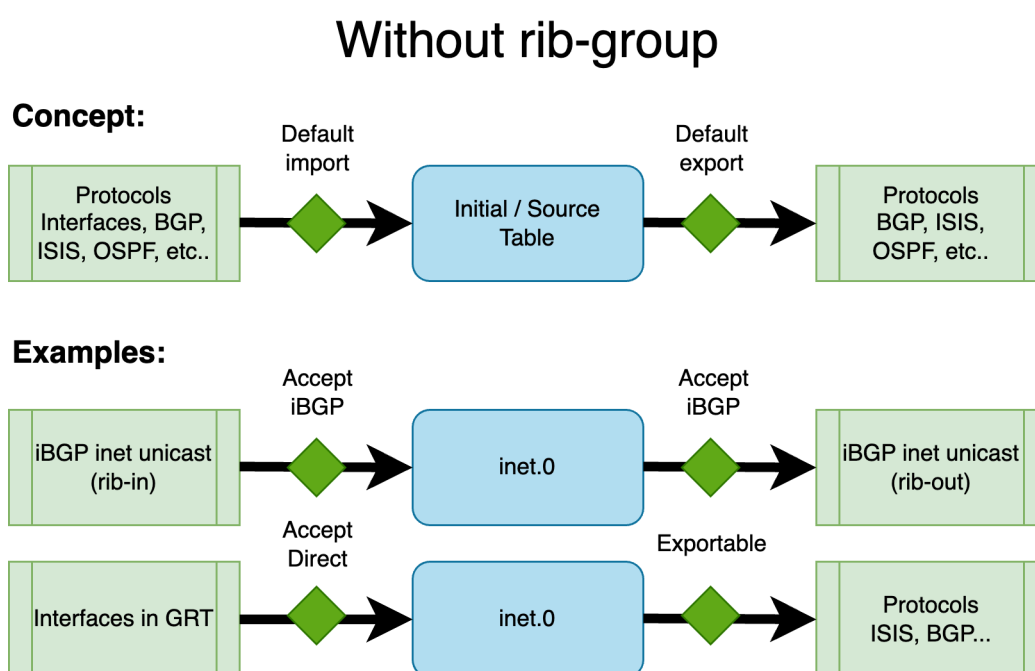 Without rib-group
Concept:
Default
import
Default
export
Protocols
Interfaces, BGP,
ISIS, OSPF, etc..
Initial / Source
Table
Protocols
BGP, ISIS,
OSPF, etc..
Examples:
Accept
iBGP
Accept
iBGP
iBGP inet unicast
(rib-in)
inet.0
iBGP inet unicast
(rib-out)
Accept
Direct
Exportable
Interfaces in GRT
inet.0
Protocols
ISIS, BGP...